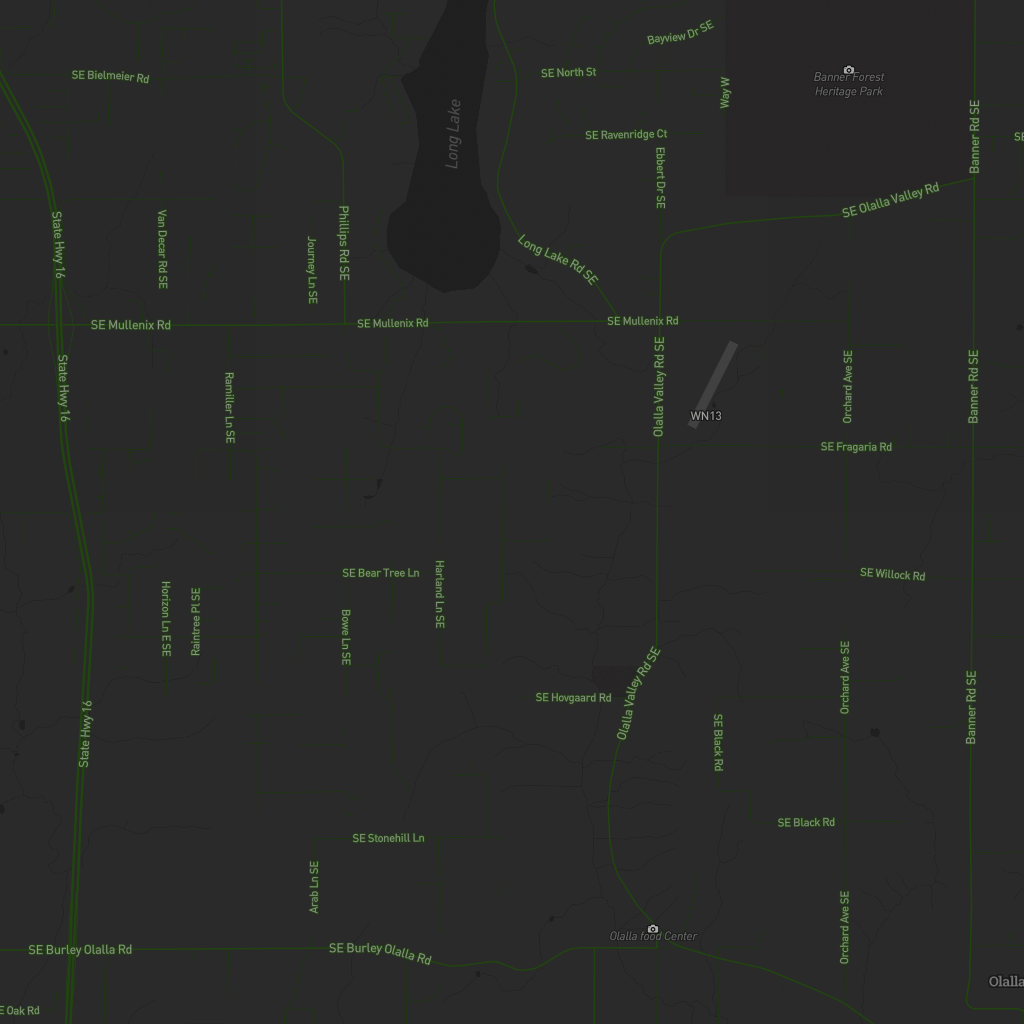 Bayview Dr SE
SE Bielmeier Rd
SE North St
Banner Forest
Heritage Park
Way W
Long Lake
SE Ravenridge Ct
Banner Rd SE
SE
Ebbert Dr SE
SE Olalla Valley Rd
State Hwy 16
Van Decar Rd SE
Phillips Rd SE
Journey Ln SE
Long Lake Rd SE
SE Mullenix Rd
SE Mullenix Rd
SE Mullenix Rd
State Hwy 16
Ramiller Ln SE
Olalla Valley Rd SE
WN13
Orchard Ave SE
Banner Rd SE
SE Fragaria Rd
SE Bear Tree Ln
Harland Ln SE
SE Willock Rd
Horizon Ln E SE
Raintree Pl SE
Bowe Ln SE
Olalla Valley Rd SE
SE Hovgaard Rd
Orchard Ave SE
Banner Rd SE
State Hwy 16
SE Black Rd
SE Black Rd
SE Stonehill Ln
Arab Ln SE
Orchard Ave SE
Olalla food Center
SE Burley Olalla Rd
SE Burley Olalla Rd
Olalla
E Oak Rd